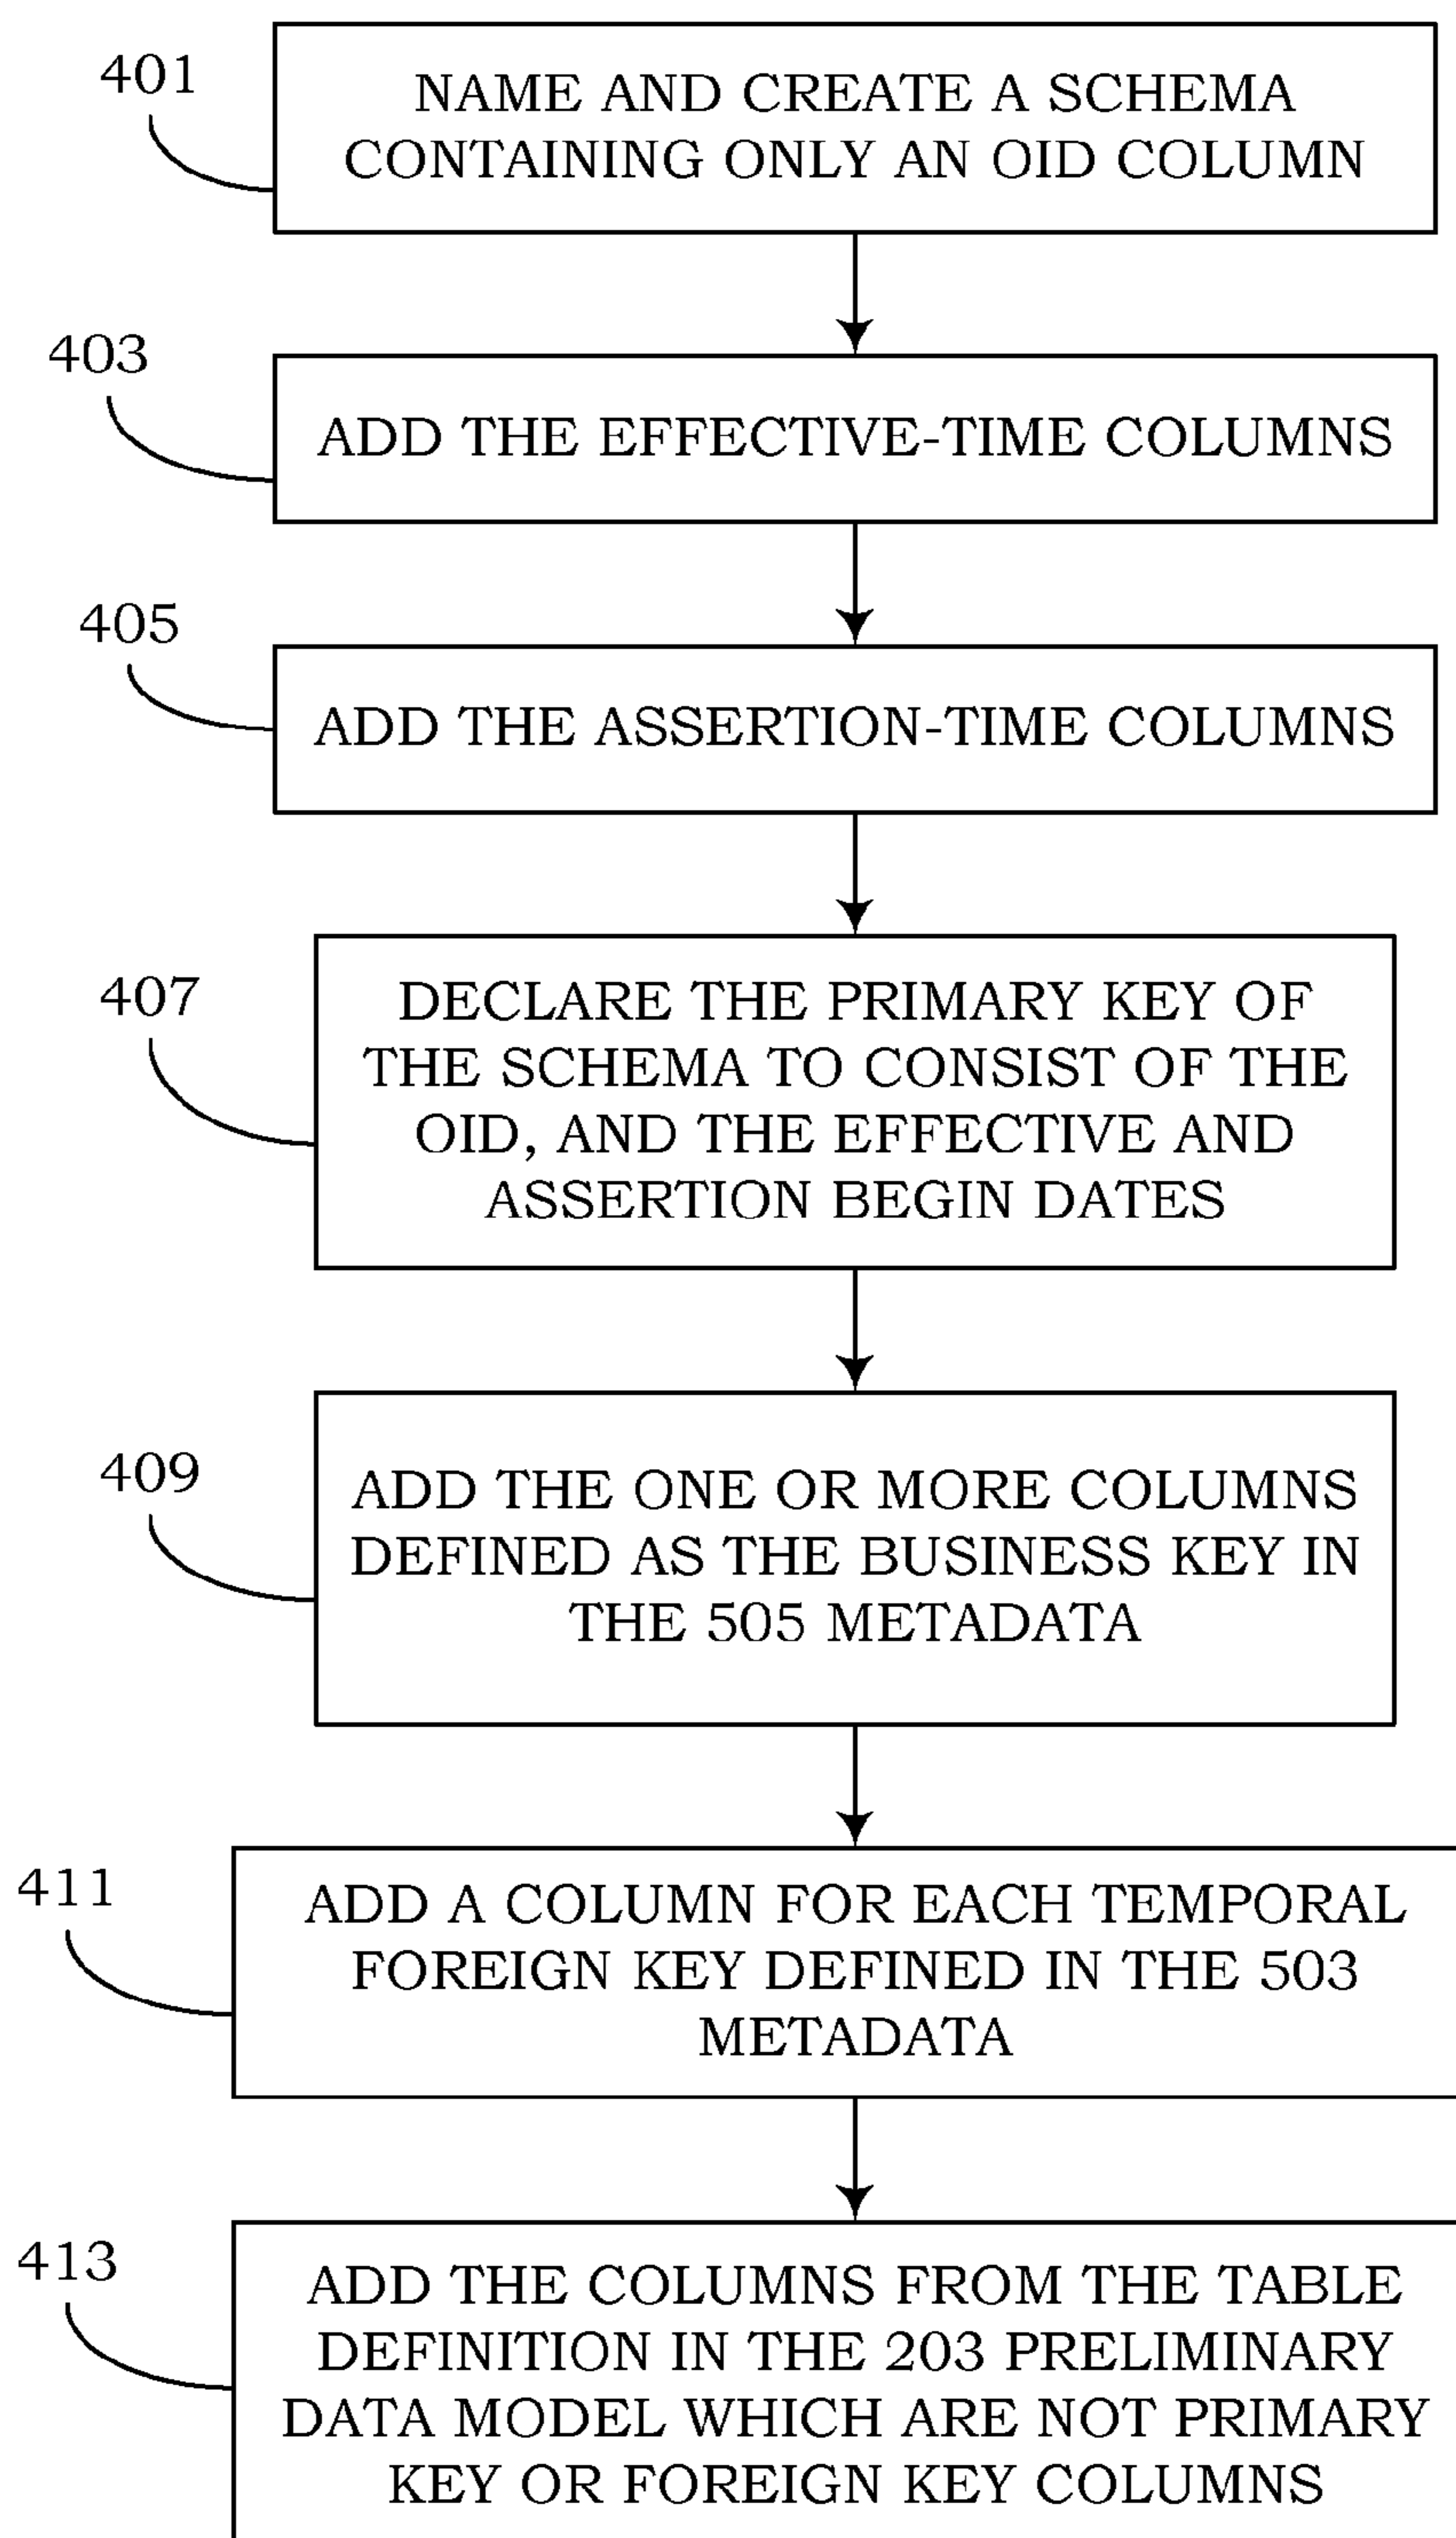 401
NAME AND CREATE A SCHEMA
CONTAINING ONLY AN OID COLUMN
403
ADD THE EFFECTIVE-TIME COLUMNS
405
ADD THE ASSERTION-TIME COLUMNS
407
DECLARE THE PRIMARY KEY OF
THE SCHEMA TO CONSIST OF THE
OID, AND THE EFFECTIVE AND
ASSERTION BEGIN DATES
409
ADD THE ONE OR MORE COLUMNS
DEFINED AS THE BUSINESS KEY IN
THE 505 METADATA
411
ADD A COLUMN FOR EACH TEMPORAL
FOREIGN KEY DEFINED IN THE 503
METADATA
413
ADD THE COLUMNS FROM THE TABLE
DEFINITION IN THE 203 PRELIMINARY
DATA MODEL WHICH ARE NOT PRIMARY
KEY OR FOREIGN KEY COLUMNS